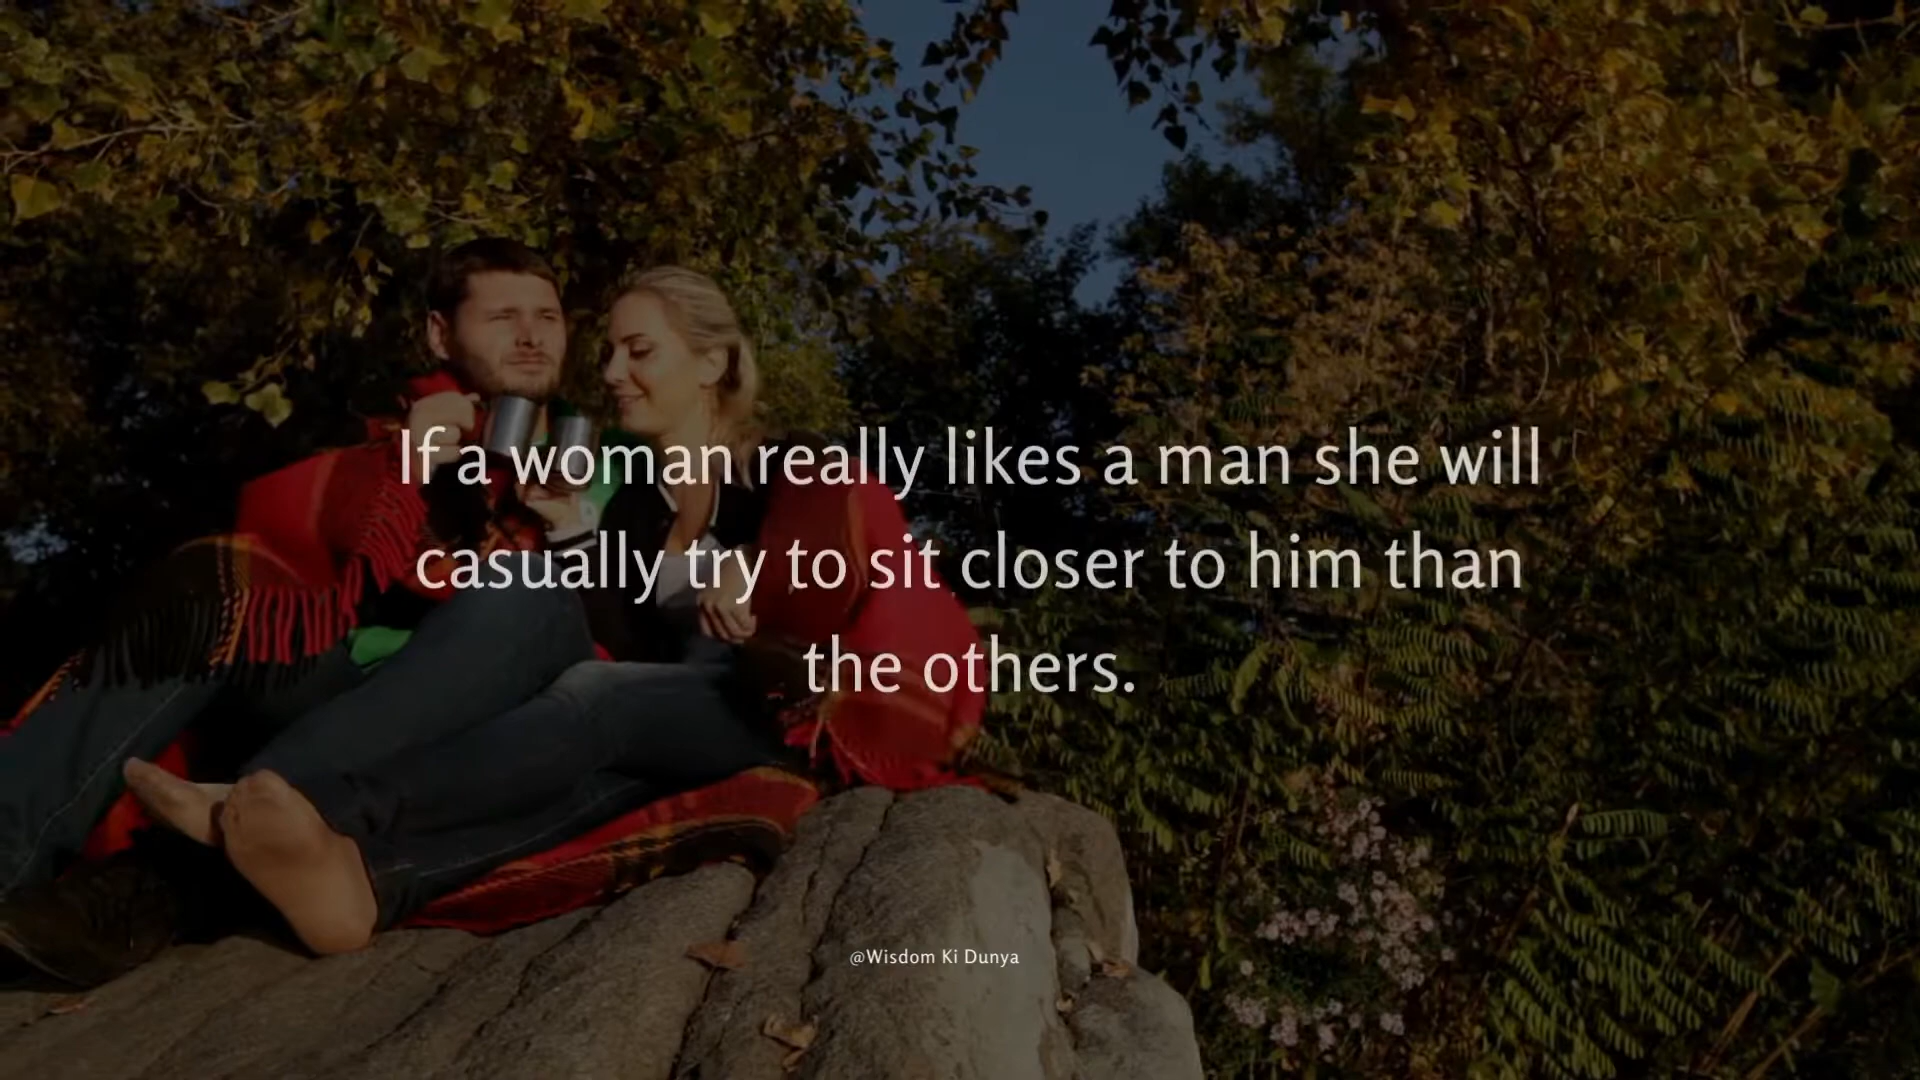 If a woman really likes a man she will
casually try to sit closer to him than
the others.
@Wisdom Ki Dunya